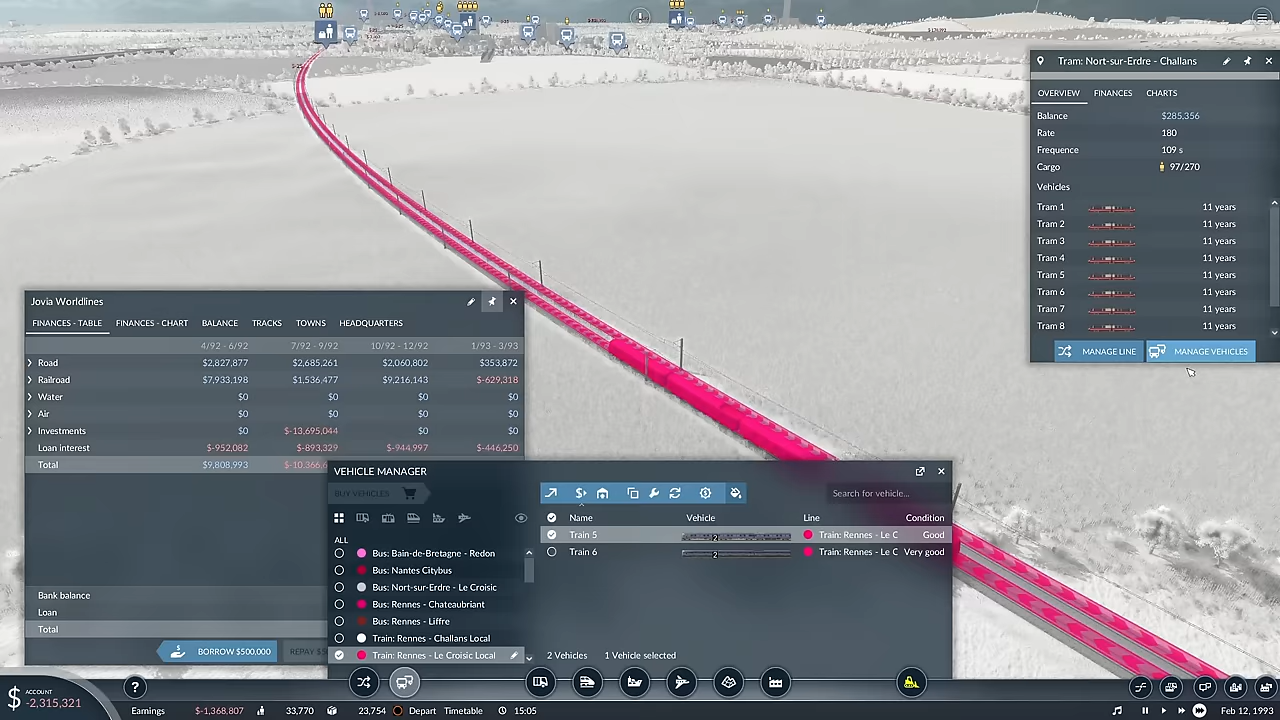 Tram: Nort-sur-Erdre - Challans
OVERVIEW FINANCES CHARTS
Balance $285,356
Rate 180
Frequence 109 s
Cargo 97/270
Vehicles
Tram 1 11 years
Tram 2 11 years
Tram 3 11 years
Tram 4 11 years
Tram 5 11 years
Tram 6 11 years
Tram 7 11 years
Tram 8 11 years
MANAGE LINE MANAGE VEHICLES
Jovia Worldlines
FINANCES - TABLE FINANCES - CHART BALANCE TRACKS TOWNS HEADQUARTERS
4/92 - 6/92 7/92 - 9/92 10/92 - 12/92 1/93 - 3/93
Road $2,827,877 $2,685,261 $2,060,802 $353,872
Railroad $7,933,198 $1,536,477 $9,216,143 $-629,318
Water $0 $0 $0 $0
Air $0 $0 $0 $0
Investments $0 $-13,695,044 $0 $0
Loan interest $-952,082 $-893,329 $-944,997 $-446,250
Total $9,808,993 $-10,366,6
Bank balance
Loan
Total
BORROW $500,000 REPAY $5
VEHICLE MANAGER
BUY VEHICLES
Search for vehicle...
Name Vehicle Line Condition
Train 5 2 Train: Rennes - Le C Good
Train 6 2 Train: Rennes - Le C Very good
ALL
Bus: Bain-de-Bretagne - Redon
Bus: Nantes Citybus
Bus: Nort-sur-Erdre - Le Croisic
Bus: Rennes - Chateaubriant
Bus: Rennes - Liffre
Train: Rennes - Challans Local
Train: Rennes - Le Croisic Local
2 Vehicles 1 Vehicle selected
$ ACCOUNT
-2,315,321
?
Earnings $-1,368,807 33,770 23,754 Depart Timetable 15:05
Feb 12, 1993